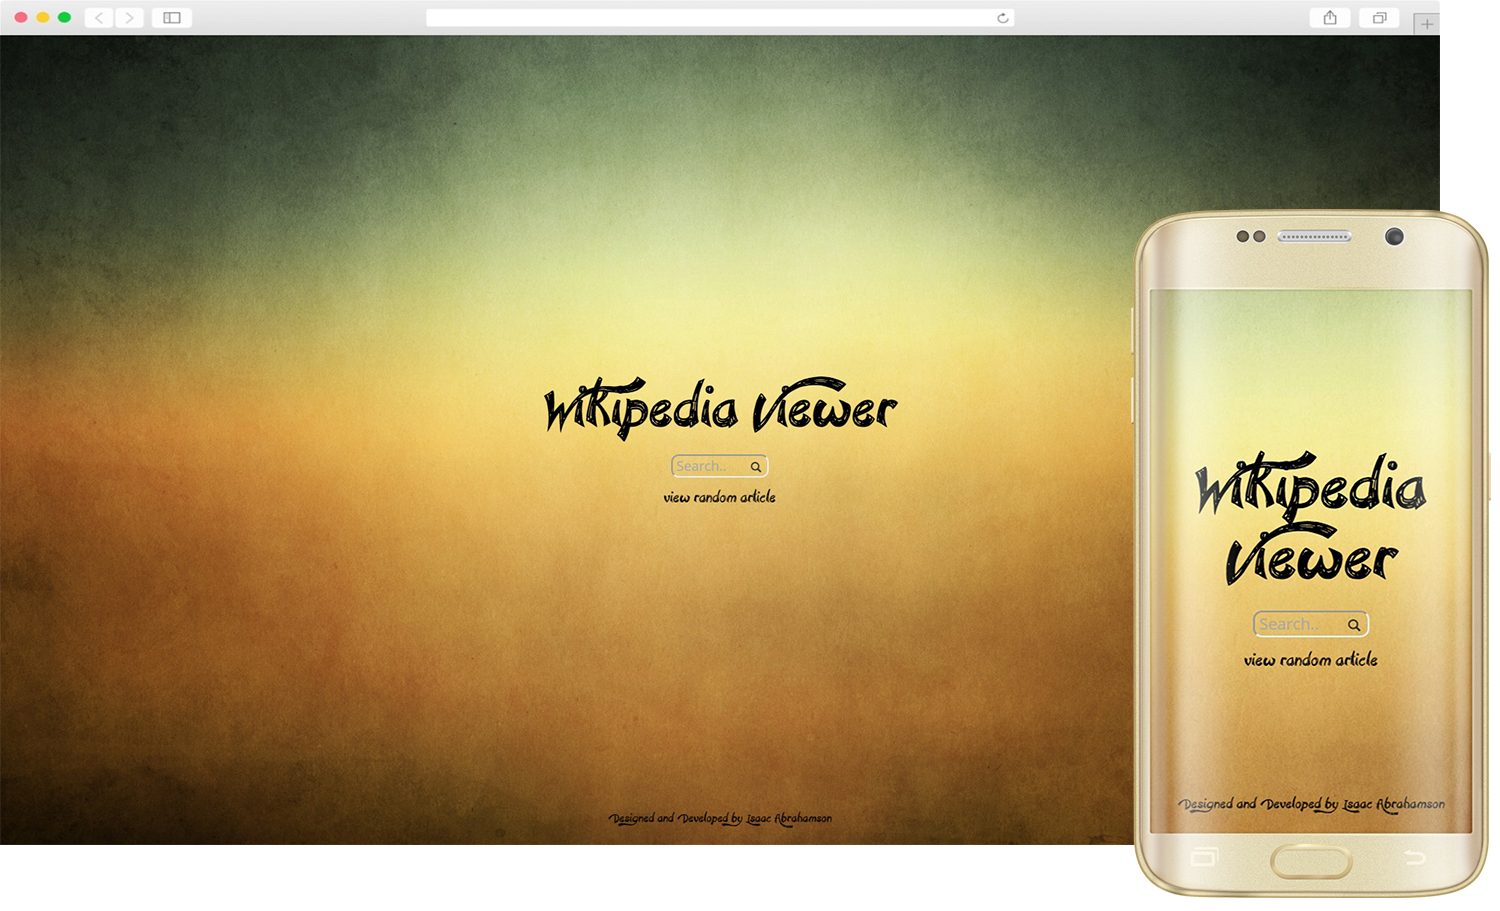 Wikipedia Viewer
Search..
view random article
Designed and Developed by Isaac Abrahamson
Wikipedia
Viewer
Search..
view random article
Designed and Developed by Isaac Abrahamson